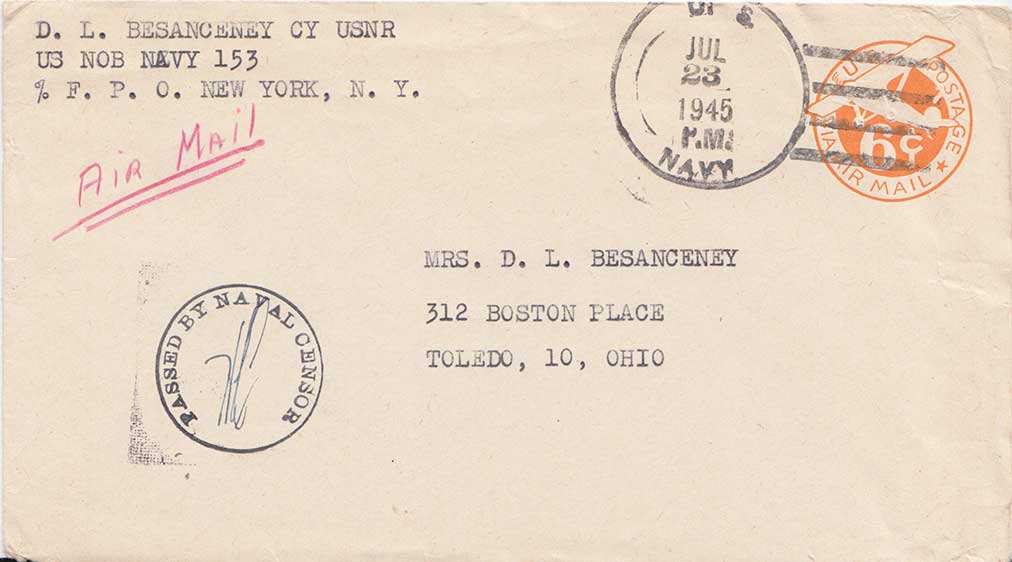 D. L. BESANCENEY CY USNR
US NOB NAVY 153
% F. P. O. NEW YORK, N. Y.
AIR MAIL
JUL
23
1945
P.M.
NAVY
POSTAGE
6¢
VIA AIR MAIL
MRS. D. L. BESANCENEY
312 BOSTON PLACE
TOLEDO, 10, OHIO
PASSED BY NAVAL CENSOR